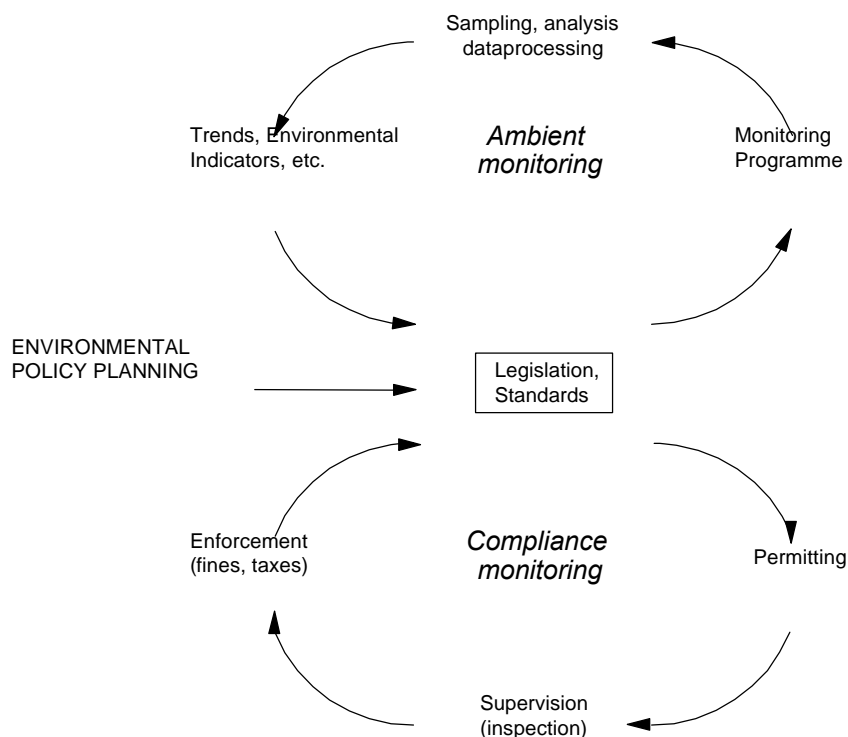 Sampling, analysis
dataprocessing
Trends, Environmental
Indicators, etc.
Ambient
monitoring
Monitoring
Programme
ENVIRONMENTAL
POLICY PLANNING
Legislation,
Standards
Enforcement
(fines, taxes)
Compliance
monitoring
Permitting
Supervision
(inspection)